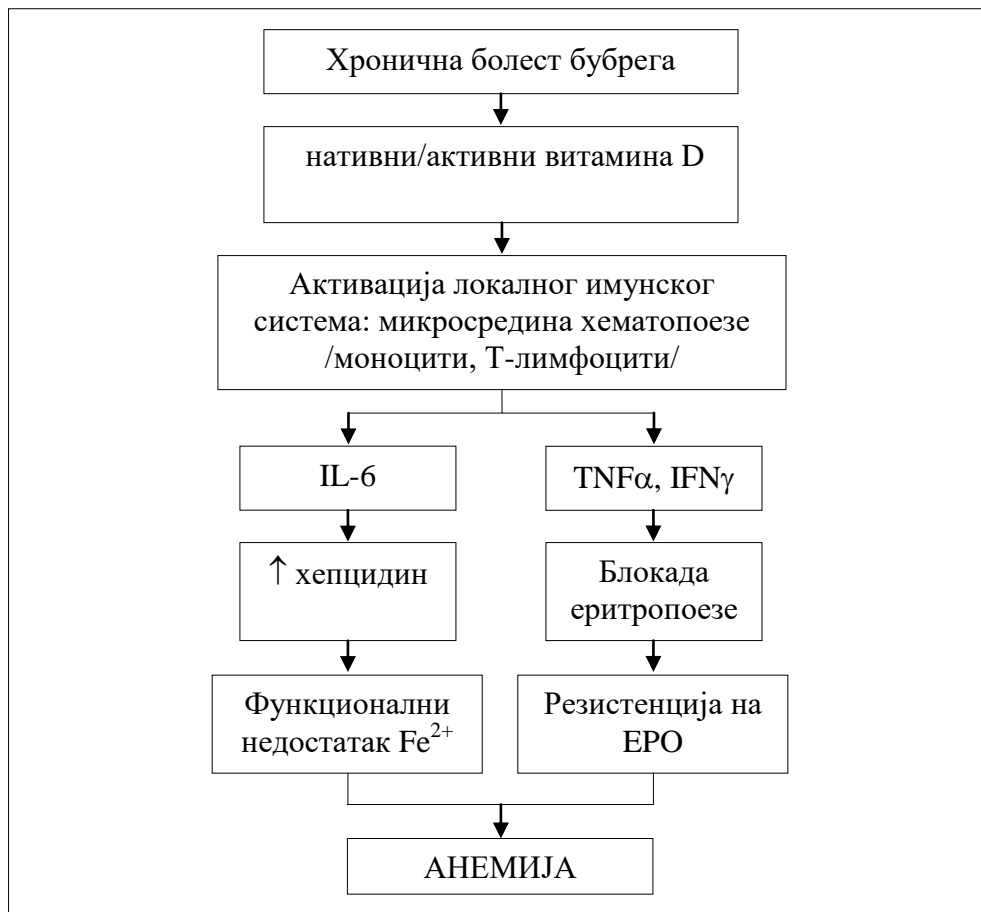 Хронична болест бубрега
нативни/активни витамина D
Активација локалног имунског
система: микросредина хематопоезе
/моноцити, Т-лимфоцити/
IL-6
TNFα, IFNγ
↑ хепцидин
Блокада
еритропоезе
Функционални
недостатак Fe²⁺
Резистенција на
ЕРО
АНЕМИЈА